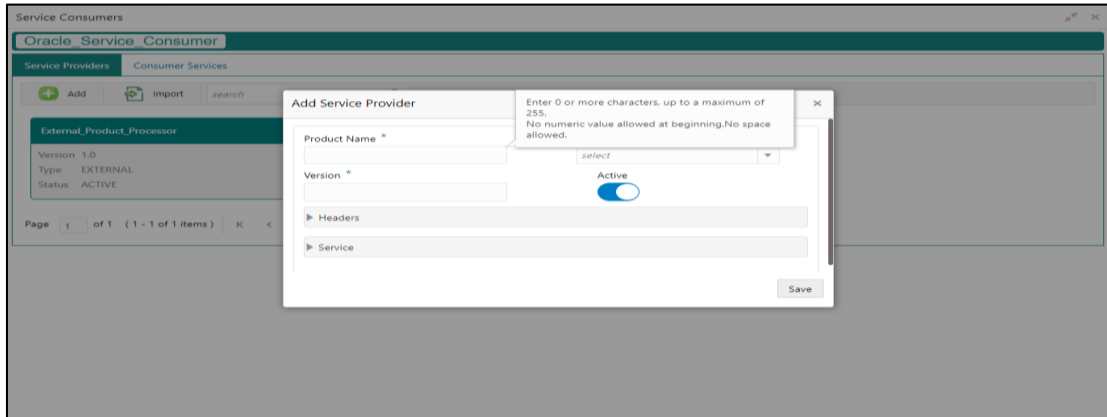 Service Consumers
Oracle_Service_Consumer
Service Providers Consumer Services
Add Import search
External_Product_Processor
Version 1.0
Type EXTERNAL
Status ACTIVE
Page 1 of 1 (1 - 1 of 1 items)
Add Service Provider
Enter 0 or more characters, up to a maximum of
255.
No numeric value allowed at beginning.No space
allowed.
Product Name *
select
Version *
Active
Headers
Service
Save